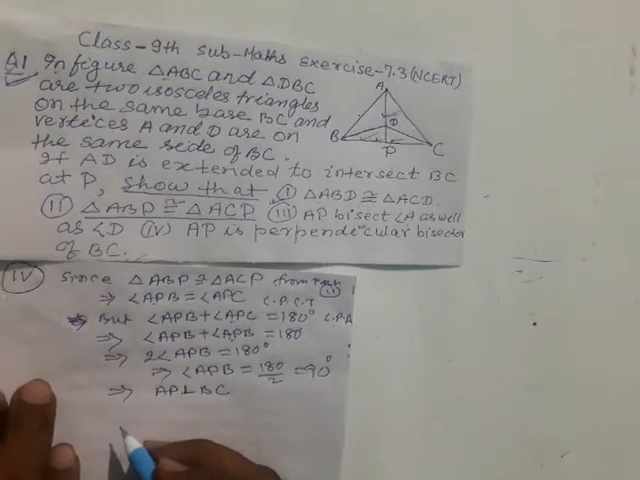 Class-9th sub-Maths Exercise-7.3 (NCERT)
Q.1 In figure △ABC and △DBC
are two isosceles triangles
on the same base BC and
vertices A and D are on
the same side of BC.
If AD is extended to intersect BC
at P, show that (I) △ABD ≅ △ACD.
(II) △ABP ≅ △ACP (III) AP bisect ∠A as well
as ∠D (IV) AP is perpendicular bisector
of BC.
A
D
B
P
C
(IV) Since △ABP ≅ △ACP from (II)
⇒ ∠APB = ∠APC C.P.C.T
But ∠APB + ∠APC = 180° L.P.A
⇒ ∠APB + ∠APB = 180
⇒ 2∠APB = 180°
⇒ ∠APB = 180/2 = 90°
⇒ AP⊥BC